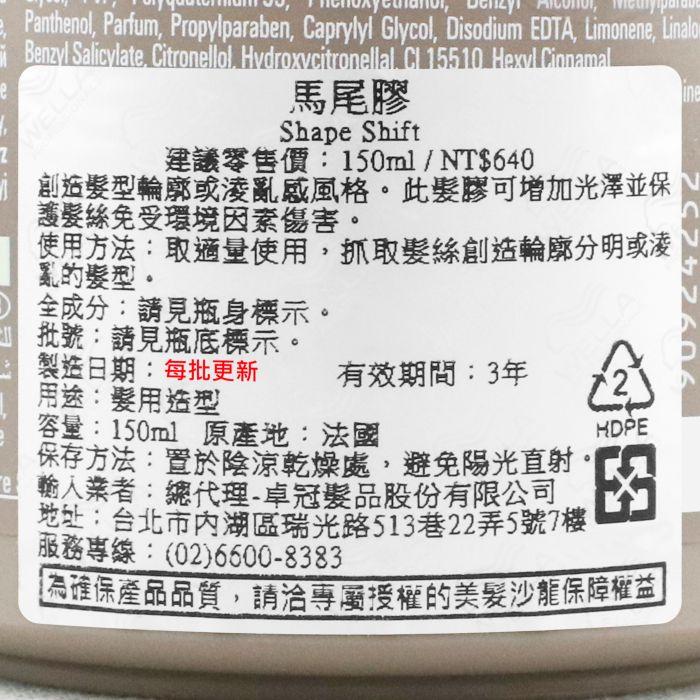 Glycol, PVP, Polyquaternium-55, Phenoxyethanol, Benzyl Alcohol,
Panthenol, Parfum, Propylparaben, Caprylyl Glycol, Disodium EDTA, Limonene,
Benzyl Salicylate, Citronellol, Hydroxycitronellal, CI 15510, Hexyl Cinnamal
馬尾膠
Shape Shift
建議零售價：150ml / NT$640
創造髮型輪廓或凌亂感風格。此髮膠可增加光澤並保
護髮絲免受環境因素傷害。
使用方法：取適量使用，抓取髮絲創造輪廓分明或凌
亂的髮型。
全成分：請見瓶身標示。
批號：請見瓶底標示。
製造日期：每批更新 有效期間：3年
用途：髮用造型
容量：150ml 原產地：法國
保存方法：置於陰涼乾燥處，避免陽光直射。
輸入業者：總代理-卓冠髮品股份有限公司
地址：台北市內湖區瑞光路513巷22弄5號7樓
服務專線：(02)6600-8383
為確保產品品質，請洽專屬授權的美髮沙龍保障權益
2
HDPE
90924252
WELLA